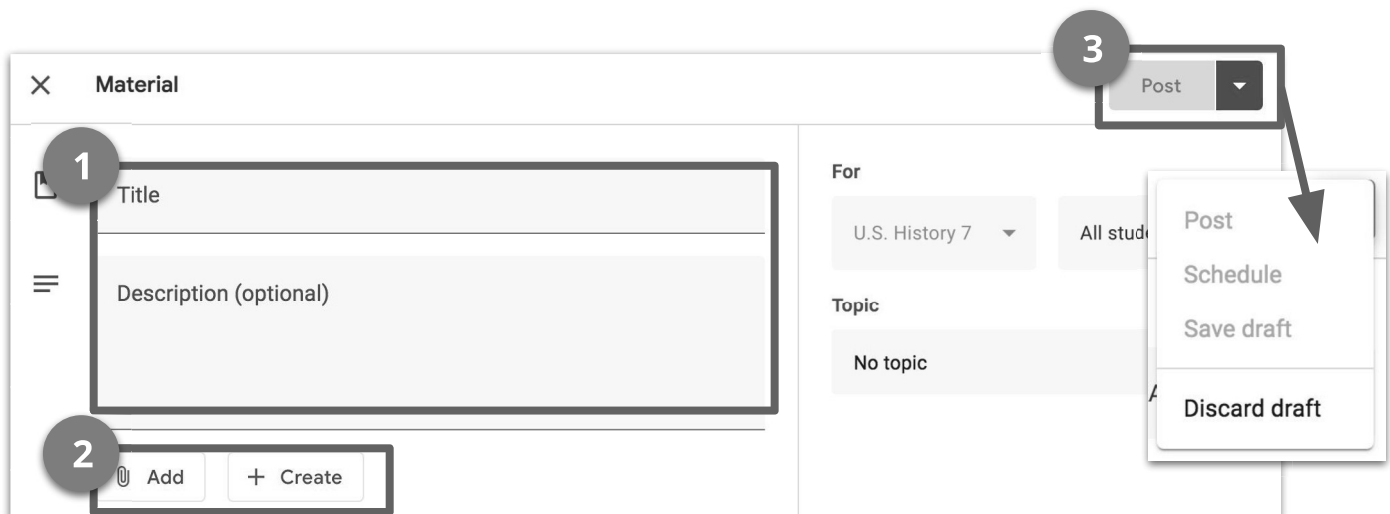 3
Material
Post
1
Title
For
U.S. History 7
All stude
Post
Schedule
Save draft
Discard draft
Description (optional)
Topic
No topic
A
2
Add
+ Create